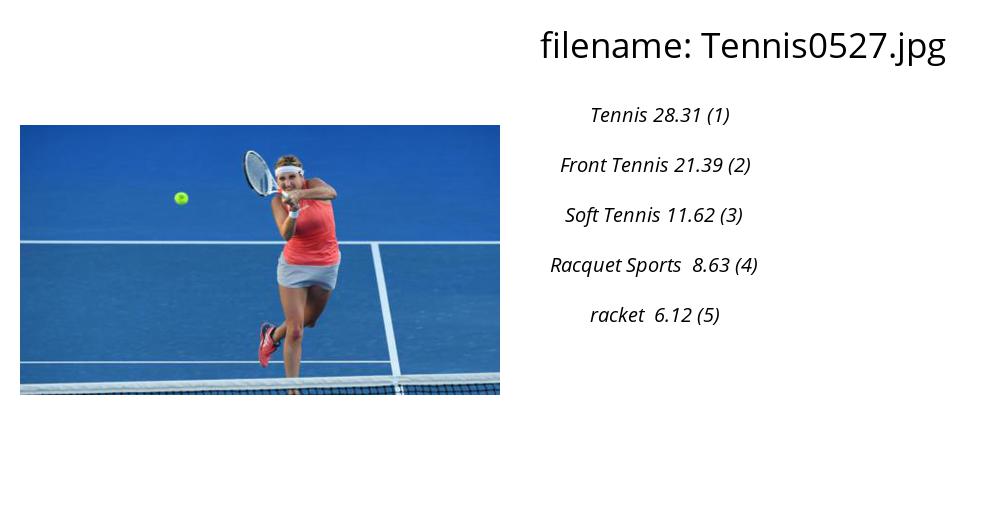 filename: Tennis0527.jpg
Tennis 28.31 (1)
Front Tennis 21.39 (2)
Soft Tennis 11.62 (3)
Racquet Sports 8.63 (4)
racket 6.12 (5)